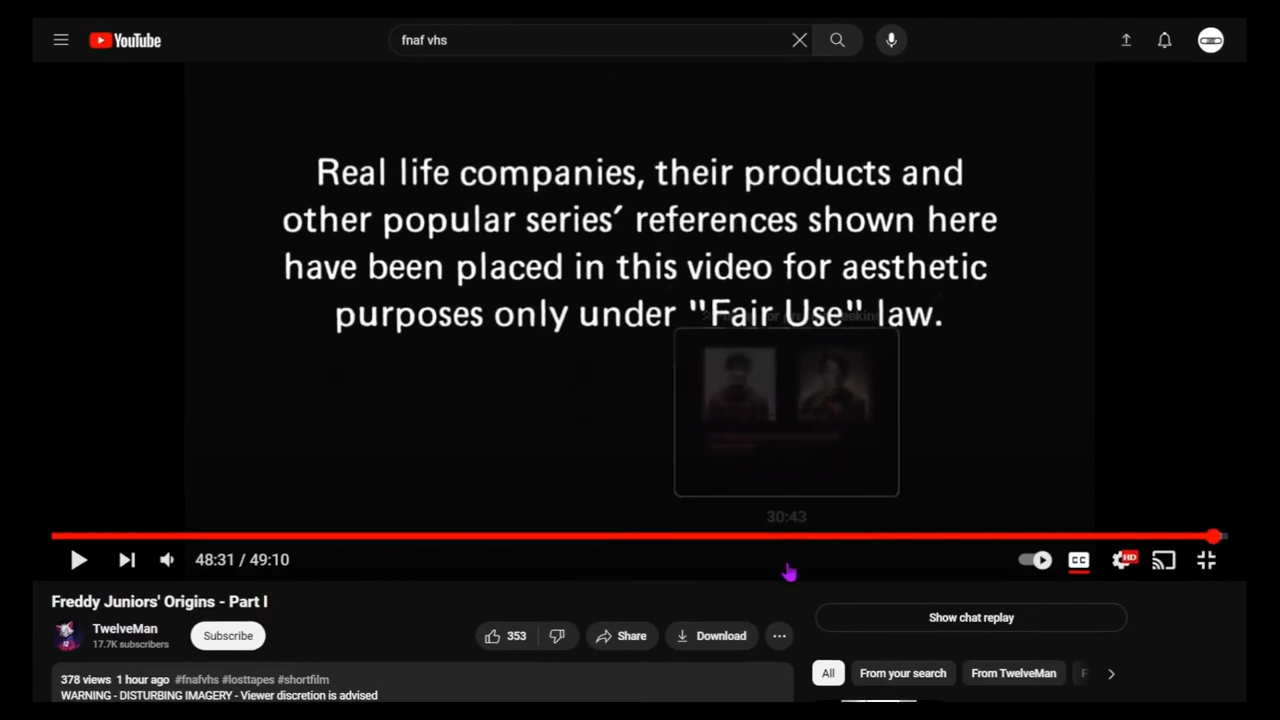 YouTube
fnaf vhs
Real life companies, their products and
other popular series’ references shown here
have been placed in this video for aesthetic
purposes only under "Fair Use" law.
30:43
48:31 / 49:10
CC
HD
Freddy Juniors' Origins - Part I
TwelveMan
17.7K subscribers
Subscribe
353
Share
Download
Show chat replay
378 views 1 hour ago #fnafvhs #losttapes #shortfilm
WARNING - DISTURBING IMAGERY - Viewer discretion is advised
All
From your search
From TwelveMan